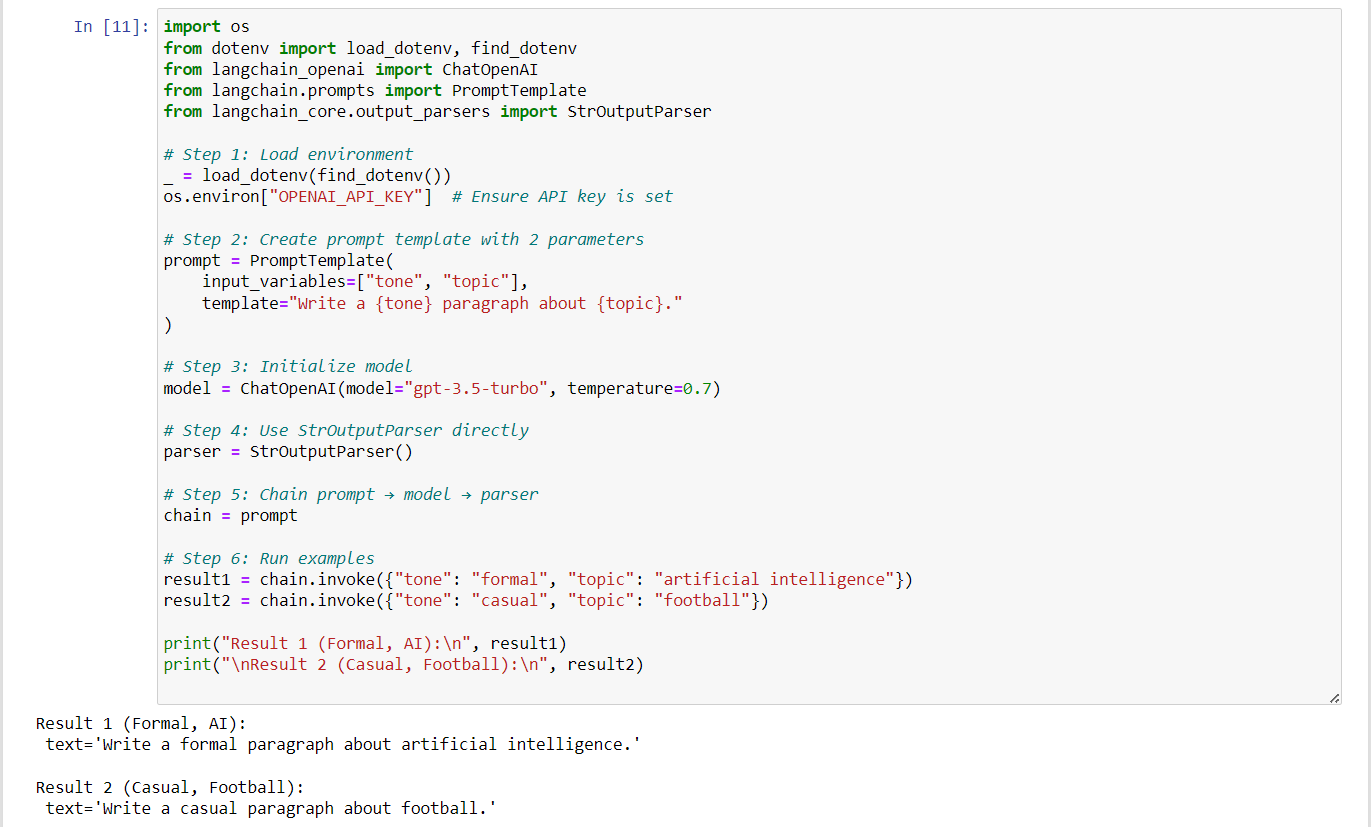 In [11]: import os
from dotenv import load_dotenv, find_dotenv
from langchain_openai import ChatOpenAI
from langchain.prompts import PromptTemplate
from langchain_core.output_parsers import StrOutputParser

# Step 1: Load environment
_ = load_dotenv(find_dotenv())
os.environ["OPENAI_API_KEY"]  # Ensure API key is set

# Step 2: Create prompt template with 2 parameters
prompt = PromptTemplate(
    input_variables=["tone", "topic"],
    template="Write a {tone} paragraph about {topic}."
)

# Step 3: Initialize model
model = ChatOpenAI(model="gpt-3.5-turbo", temperature=0.7)

# Step 4: Use StrOutputParser directly
parser = StrOutputParser()

# Step 5: Chain prompt → model → parser
chain = prompt

# Step 6: Run examples
result1 = chain.invoke({"tone": "formal", "topic": "artificial intelligence"})
result2 = chain.invoke({"tone": "casual", "topic": "football"})

print("Result 1 (Formal, AI):\n", result1)
print("\nResult 2 (Casual, Football):\n", result2)

Result 1 (Formal, AI):
 text='Write a formal paragraph about artificial intelligence.'

Result 2 (Casual, Football):
 text='Write a casual paragraph about football.'